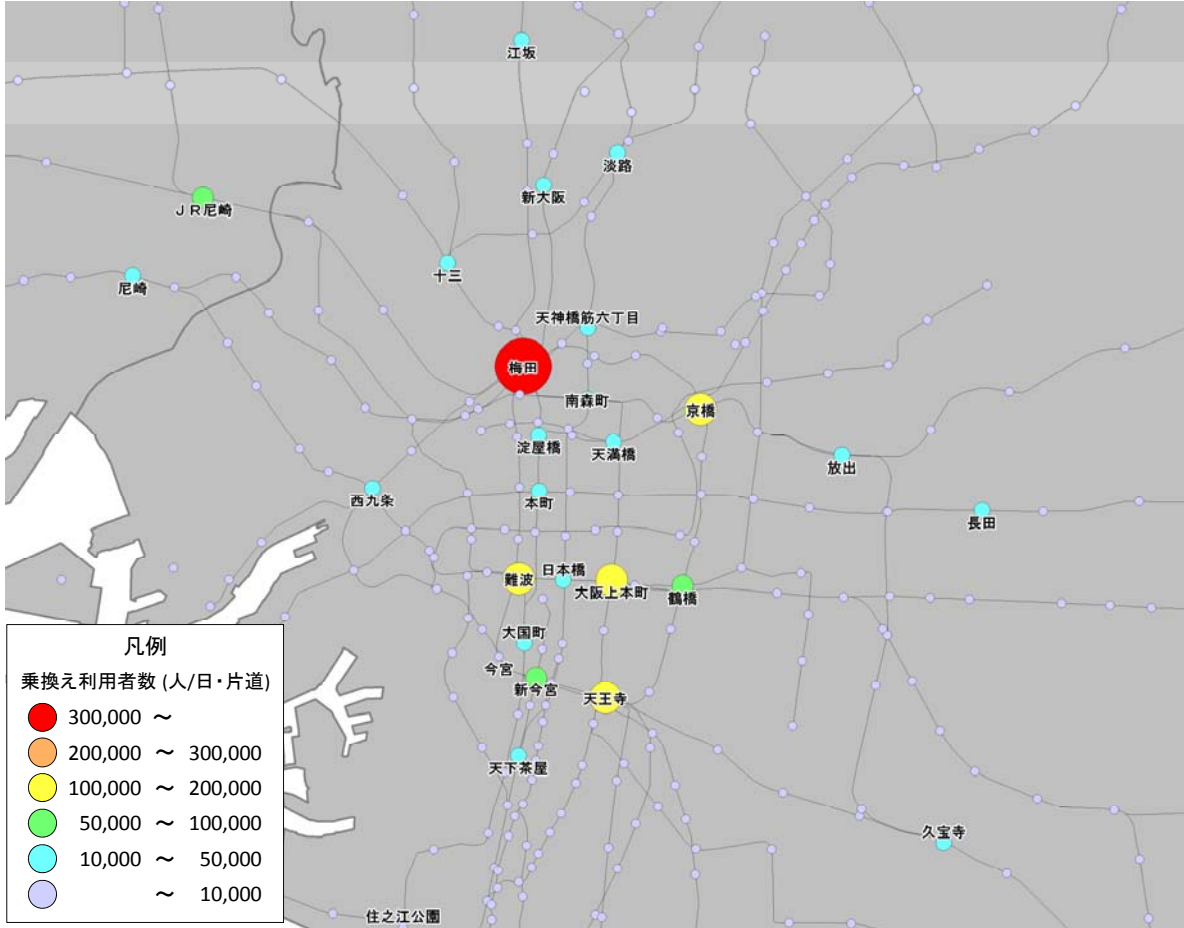 江坂
淡路
新大阪
JR尼崎
十三
尼崎
天神橋筋六丁目
梅田
南森町
京橋
淀屋橋
天満橋
放出
西九条
本町
長田
難波
日本橋
大阪上本町
鶴橋
大国町
今宮
新今宮
天王寺
天下茶屋
久宝寺
住之江公園
凡例
乗換え利用者数 (人/日・片道)
300,000 ～
200,000 ～ 300,000
100,000 ～ 200,000
50,000 ～ 100,000
10,000 ～ 50,000
～ 10,000